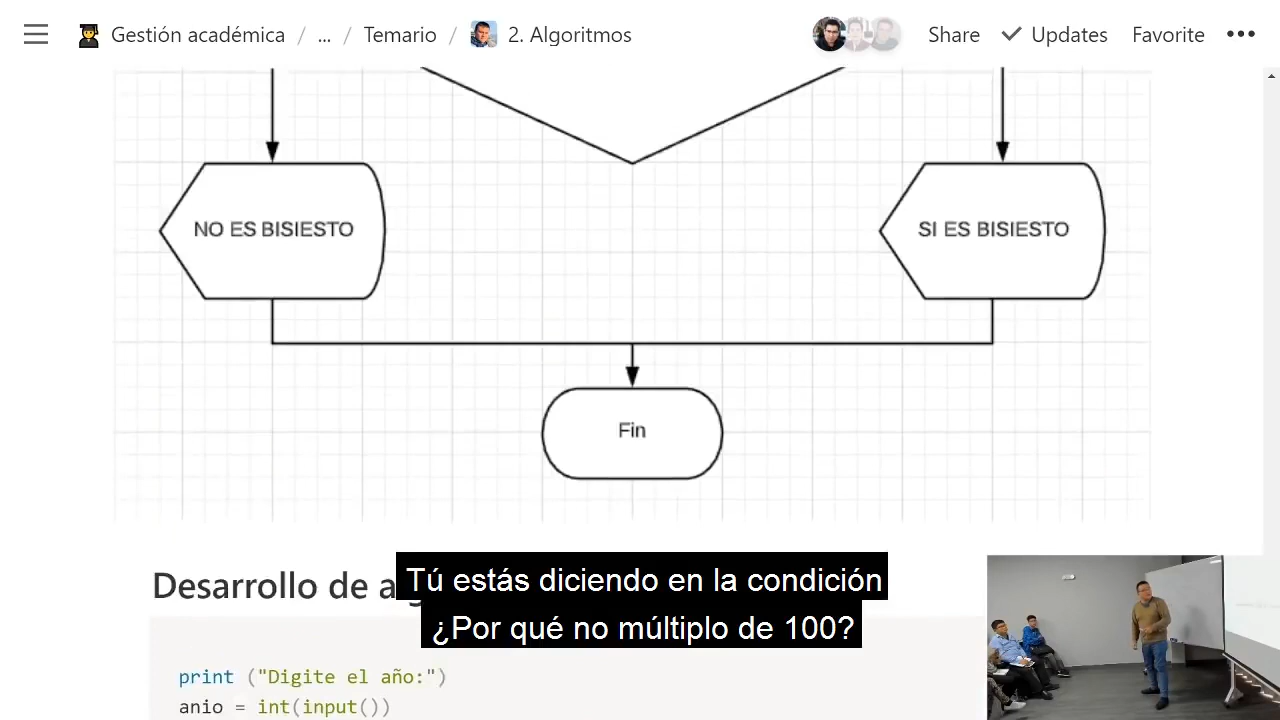 Gestión académica / ... / Temario / 2. Algoritmos
Share Updates Favorite
NO ES BISIESTO
SI ES BISIESTO
Fin
Desarrollo de a
Tú estás diciendo en la condición
¿Por qué no múltiplo de 100?
print ("Digite el año:")
anio = int(input())